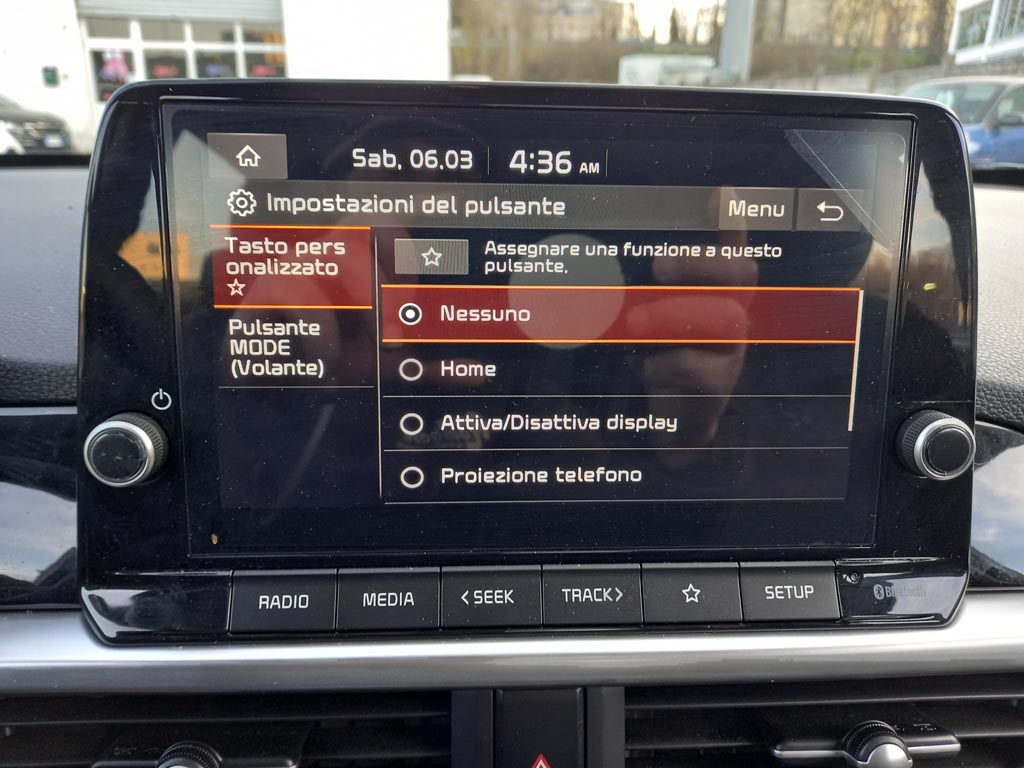 Sab, 06.03 4:36 AM
Impostazioni del pulsante Menu
Tasto pers
onalizzato
☆
Pulsante
MODE
(Volante)
☆ Assegnare una funzione a questo
pulsante.
Nessuno
Home
Attiva/Disattiva display
Proiezione telefono
RADIO MEDIA <SEEK TRACK> ☆ SETUP
Bluetooth